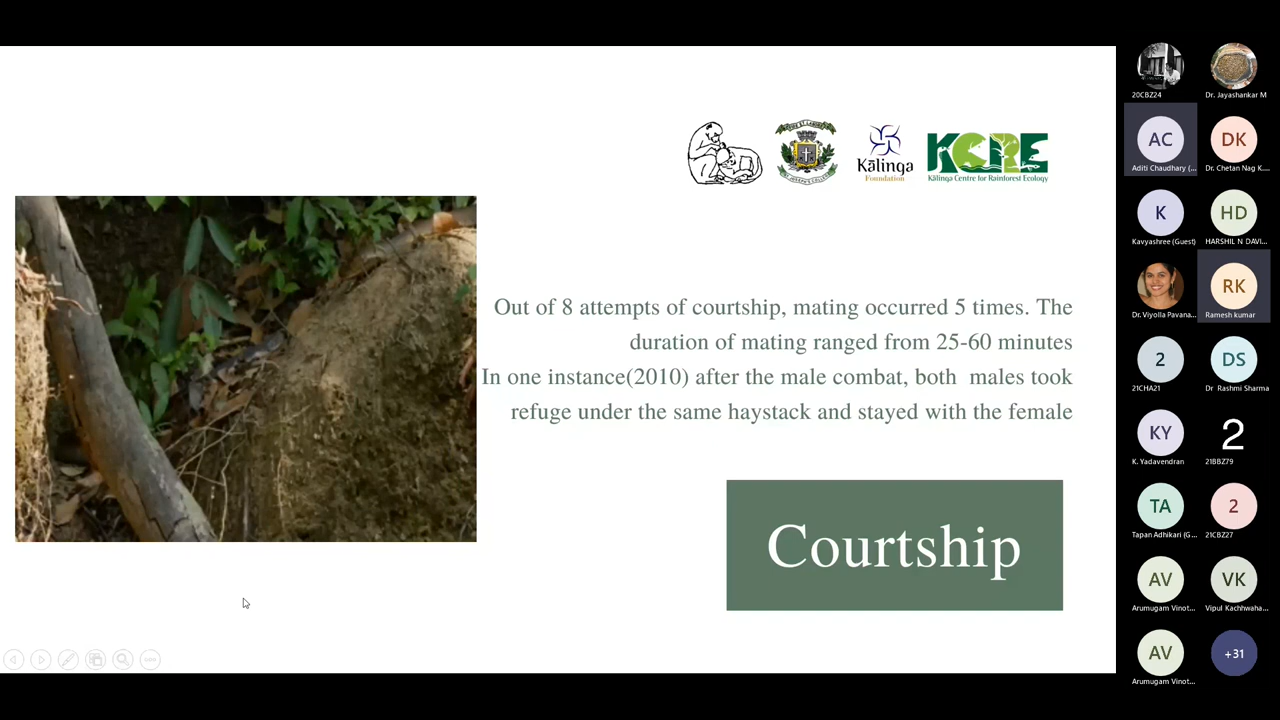 Kālinga
Foundation
KCRE
Kālinga Centre for Rainforest Ecology
Out of 8 attempts of courtship, mating occurred 5 times. The
duration of mating ranged from 25-60 minutes
In one instance(2010) after the male combat, both males took
refuge under the same haystack and stayed with the female
Courtship
20CBZ24
Dr. Jayashankar M
AC
DK
Aditi Chaudhary (...
Dr. Chetan Nag K....
K
HD
Kavyashree (Guest)
HARSHIL N DAVI...
RK
Dr. Viyolla Pavana...
Ramesh kumar
2
DS
21CHA21
Dr Rashmi Sharma
KY
2
K. Yadavendran
21BBZ79
TA
2
Tapan Adhikari (G...
21CBZ27
AV
VK
Arumugam Vinot...
Vipul Kachhwaha...
AV
+31
Arumugam Vinot...